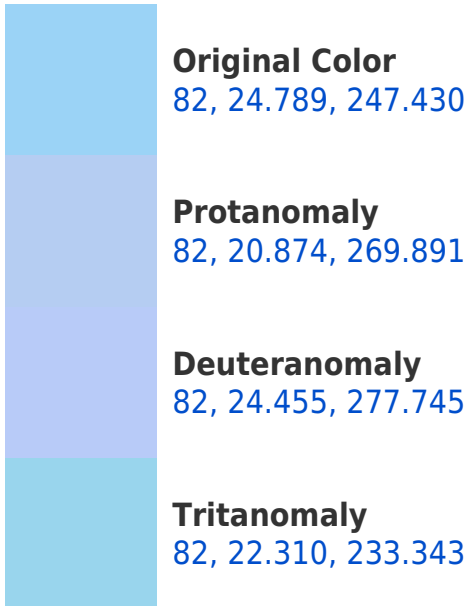 Original Color
82, 24.789, 247.430
Protanomaly
82, 20.874, 269.891
Deuteranomaly
82, 24.455, 277.745
Tritanomaly
82, 22.310, 233.343